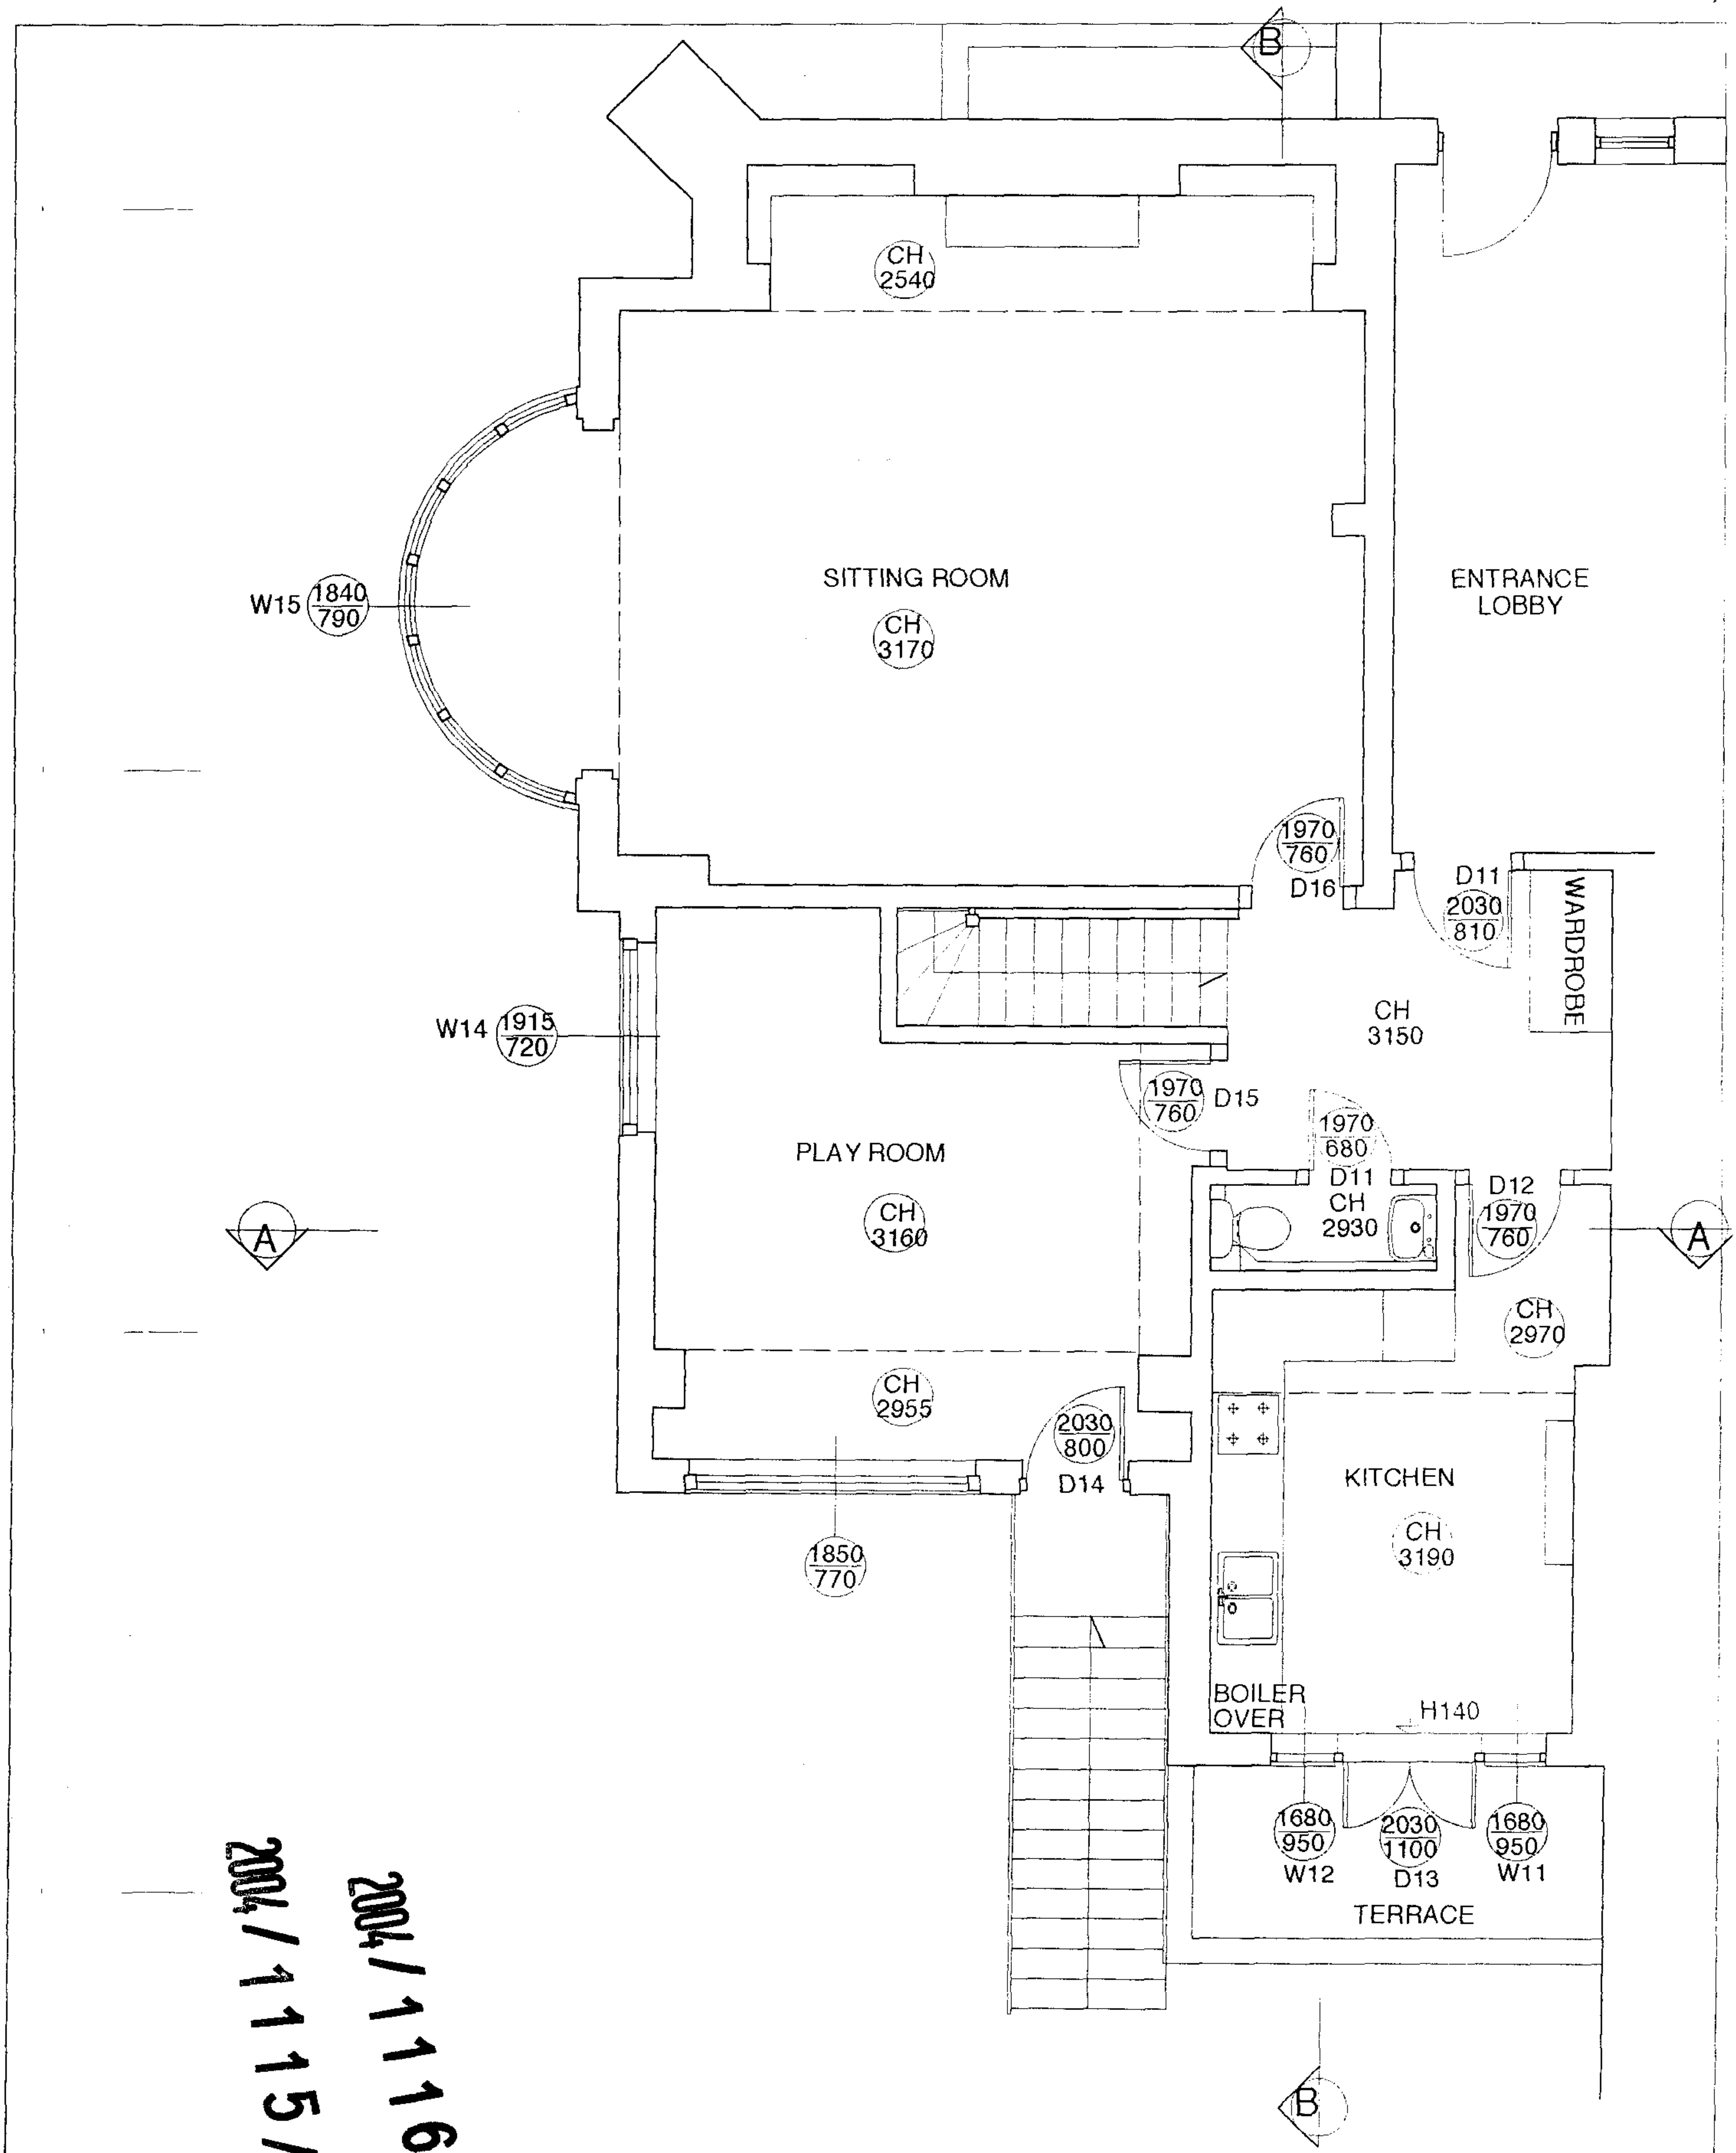 B
CH
2540
SITTING ROOM
CH
3170
ENTRANCE
LOBBY
W15 1840
790
1970
760
D16
D11
2030
810
WARDROBE
W14 1915
720
CH
3150
1970
760 D15
1970
680
D11
CH
2930
PLAY ROOM
D12
1970
760
CH
3160
A
A
CH
2970
CH
2955
2030
800
D14
KITCHEN
CH
3190
1850
770
BOILER
OVER
H140
1680
950
W12
2030
1100
D13
1680
950
W11
TERRACE
2004/1116
2004/1115/
B